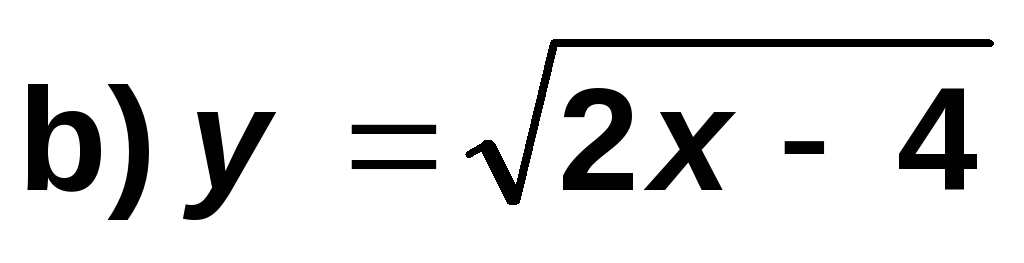 b) y = √2x - 4